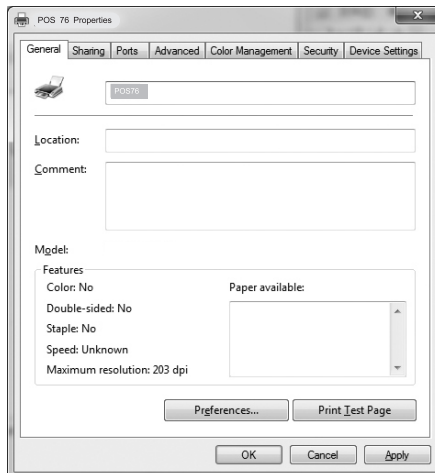 POS 76 Properties
General Sharing Ports Advanced Color Management Security Device Settings
POS76
Location:
Comment:
Model:
Features
Color: No
Paper available:
Double-sided: No
Staple: No
Speed: Unknown
Maximum resolution: 203 dpi
Preferences... Print Test Page
OK Cancel Apply